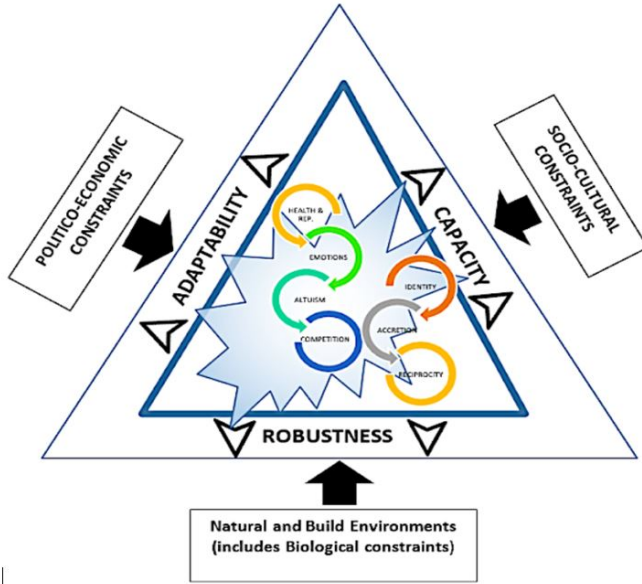 POLITICO-ECONOMIC
CONSTRAINTS
SOCIO-CULTURAL
CONSTRAINTS
ADAPTABILITY
CAPACITY
HEALTH &
REP.
EMOTIONS
ALTUISM
COMPETITION
IDENTITY
ACCRETION
RECIPROCITY
ROBUSTNESS
Natural and Build Environments
(includes Biological constraints)